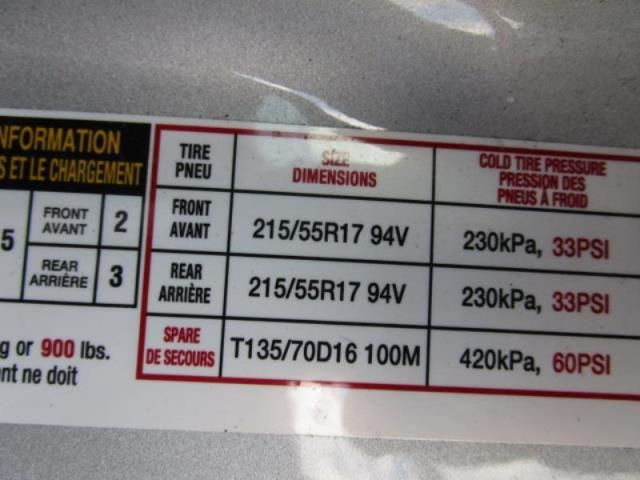 NFORMATION
S ET LE CHARGEMENT
5
FRONT
AVANT
2
REAR
ARRIÈRE
3
g or 900 lbs.
nt ne doit
TIRE
PNEU
SIZE
DIMENSIONS
COLD TIRE PRESSURE
PRESSION DES
PNEUS À FROID
FRONT
AVANT
215/55R17 94V
230kPa, 33PSI
REAR
ARRIÈRE
215/55R17 94V
230kPa, 33PSI
SPARE
DE SECOURS
T135/70D16 100M
420kPa, 60PSI